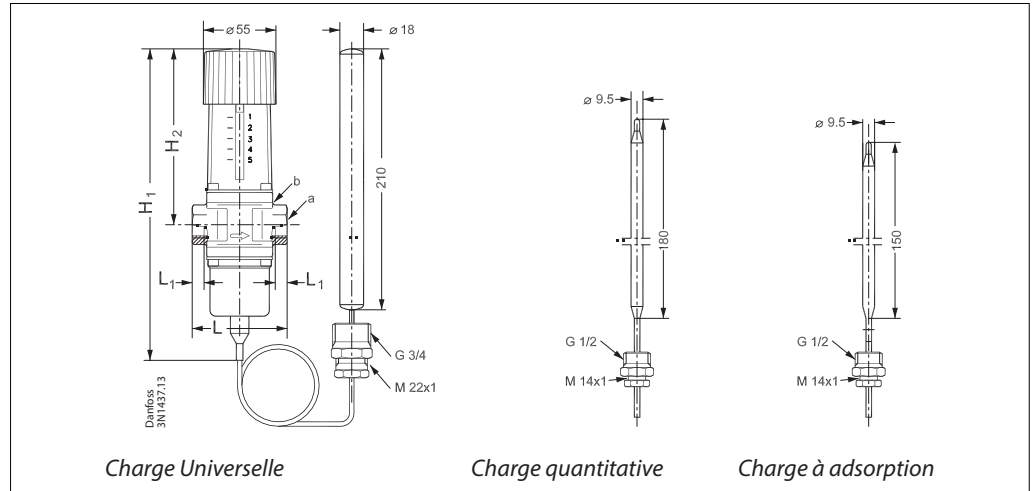 ⌀ 55
⌀ 18
1
2
3
4
5
H2
H1
b
a
210
L1
L1
L
G 3/4
M 22x1
Danfoss
3N1437.13
⌀ 9.5
180
G 1/2
M 14x1
⌀ 9.5
150
G 1/2
M 14x1
Charge Universelle
Charge quantitative
Charge à adsorption